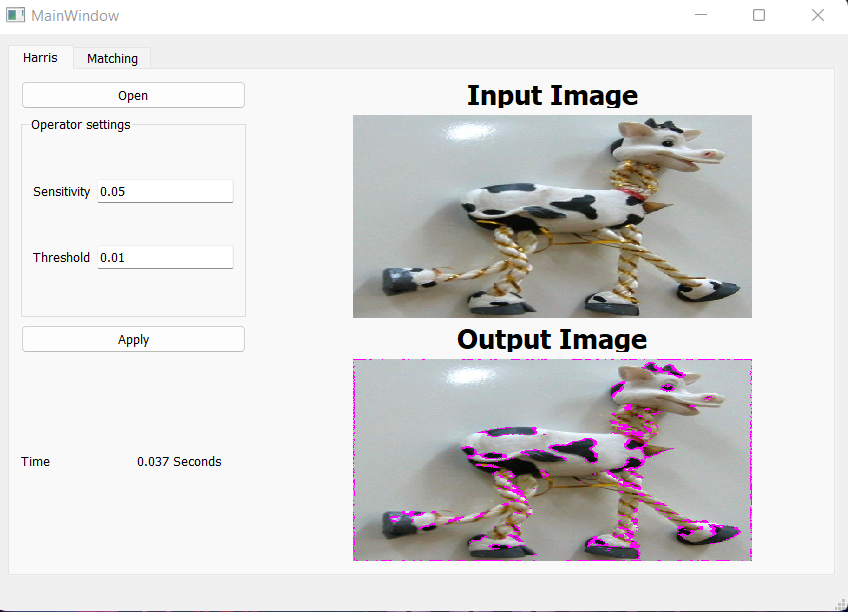 MainWindow
Harris
Matching
Open
Operator settings
Sensitivity 0.05
Threshold 0.01
Apply
Time 0.037 Seconds
Input Image
Output Image